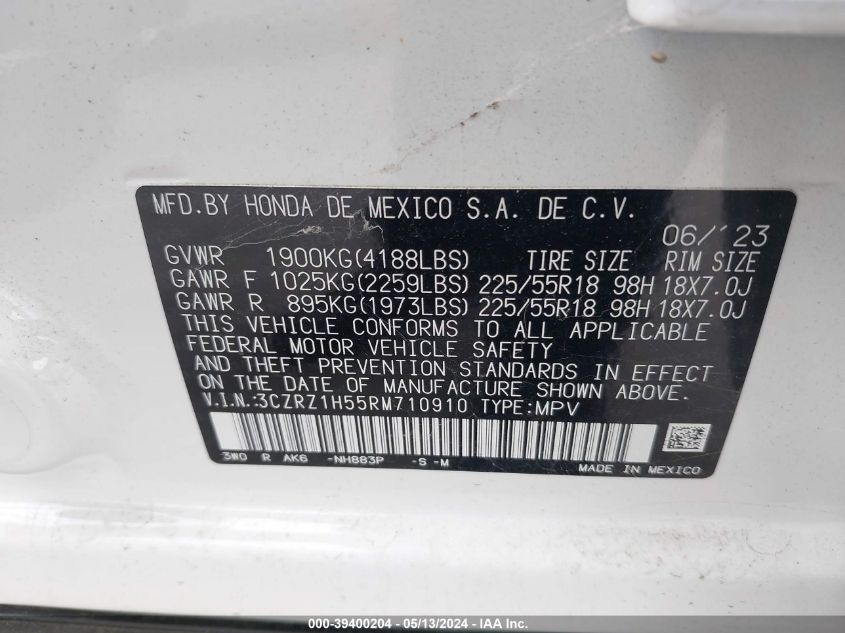 MFD.BY HONDA DE MEXICO S.A. DE C.V.
06/'23
GVWR 1900KG(4188LBS) TIRE SIZE RIM SIZE
GAWR F 1025KG(2259LBS) 225/55R18 98H 18X7.0J
GAWR R 895KG(1973LBS) 225/55R18 98H 18X7.0J
THIS VEHICLE CONFORMS TO ALL APPLICABLE
FEDERAL MOTOR VEHICLE SAFETY
AND THEFT PREVENTION STANDARDS IN EFFECT
ON THE DATE OF MANUFACTURE SHOWN ABOVE.
V.I.N.:3CZRZ1H55RM710910 TYPE:MPV
3W0 R AK6 -NH883P -S -M
MADE IN MEXICO
000-39400204 - 05/13/2024 - IAA Inc.